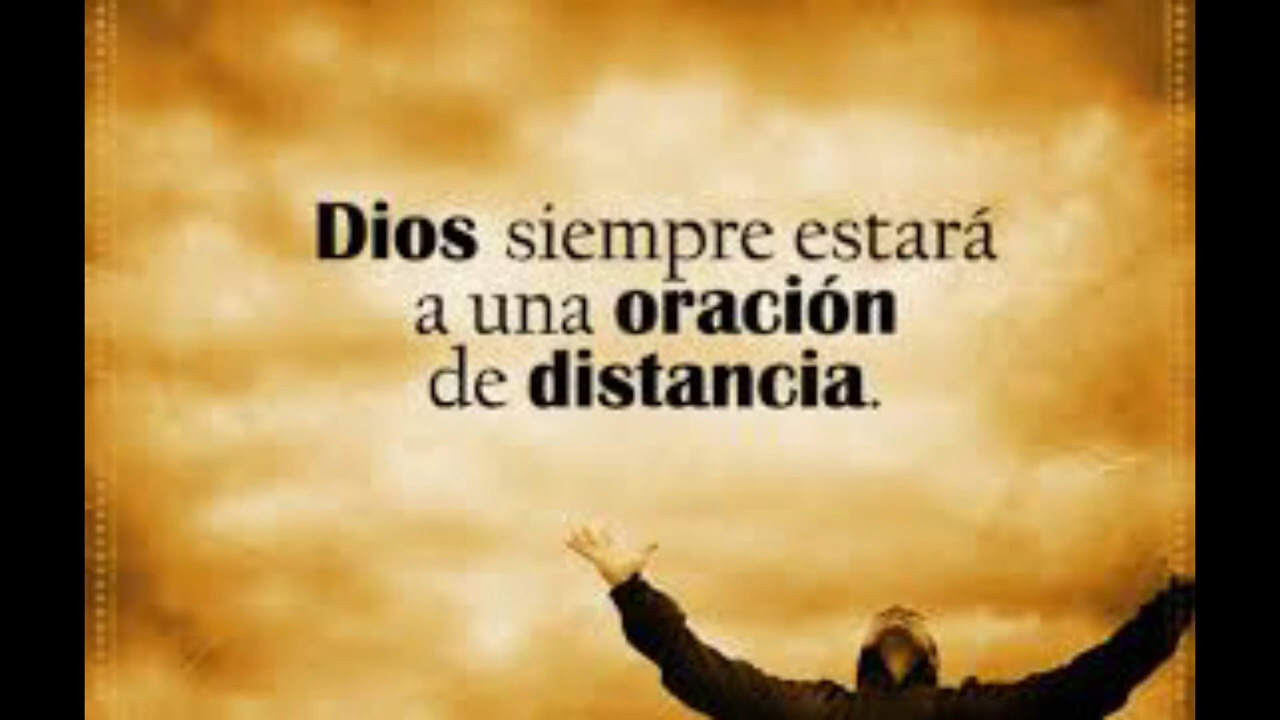 Dios siempre estará
a una oración
de distancia.